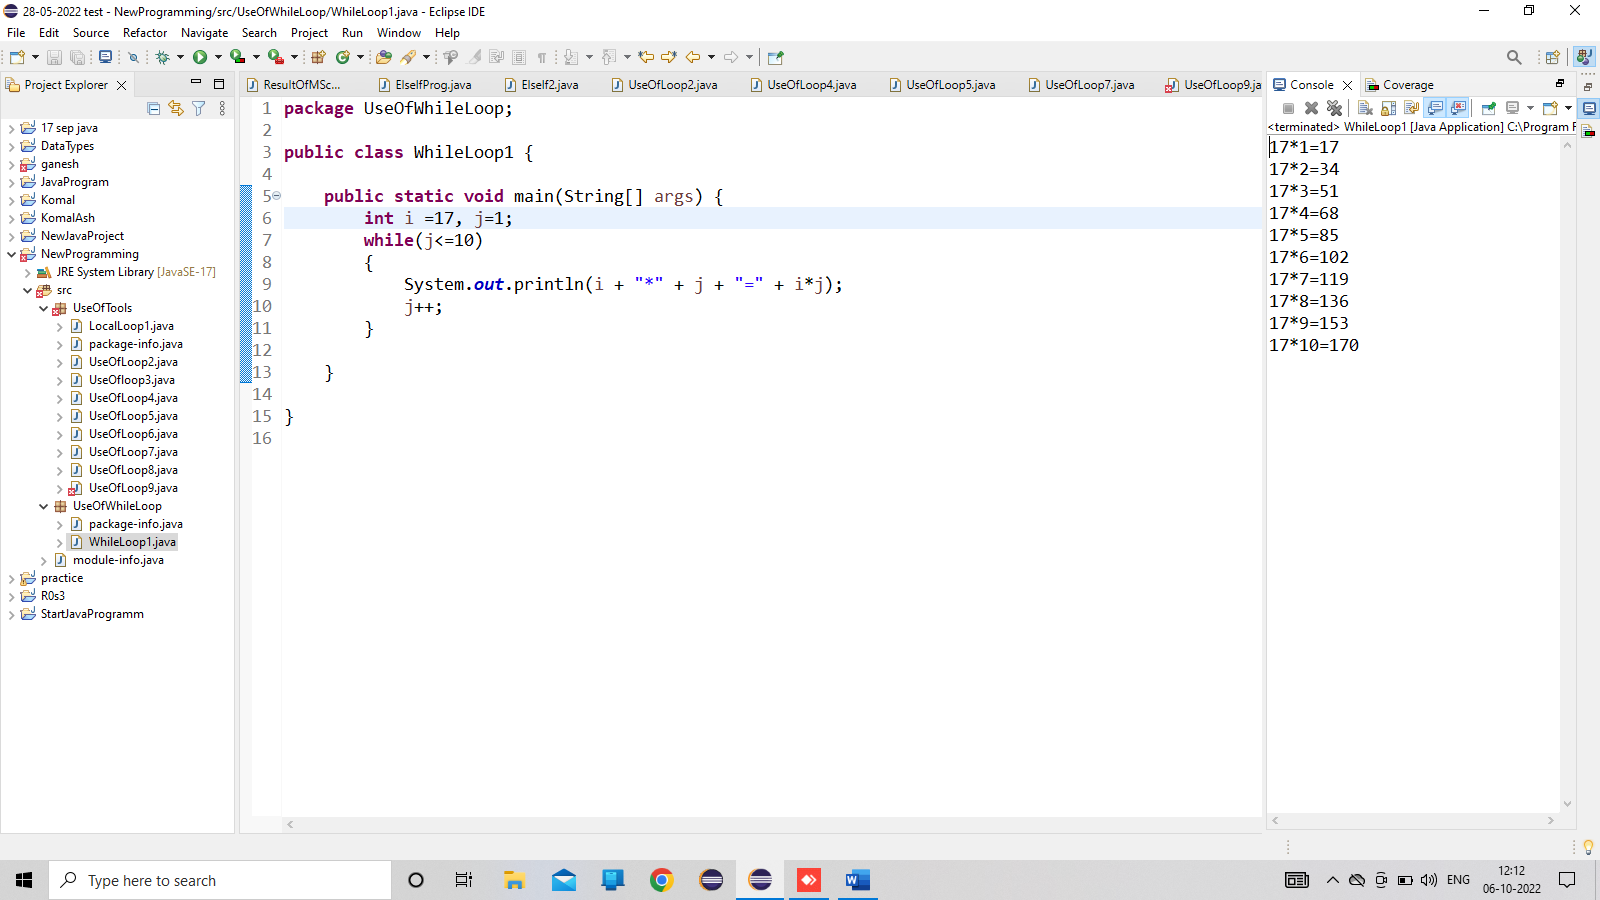 28-05-2022 test - NewProgramming/src/UseOfWhileLoop/WhileLoop1.java - Eclipse IDE
File Edit Source Refactor Navigate Search Project Run Window Help
Project Explorer
17 sep java
DataTypes
ganesh
JavaProgram
Komal
KomalAsh
NewJavaProject
NewProgramming
JRE System Library [JavaSE-17]
src
UseOfTools
LocalLoop1.java
package-info.java
UseOfLoop2.java
UseOfloop3.java
UseOfLoop4.java
UseOfLoop5.java
UseOfLoop6.java
UseOfLoop7.java
UseOfLoop8.java
UseOfLoop9.java
UseOfWhileLoop
package-info.java
WhileLoop1.java
module-info.java
practice
R0s3
StartJavaProgramm
ResultOfMSc... ElseIfProg.java ElseIf2.java UseOfLoop2.java UseOfLoop4.java UseOfLoop5.java UseOfLoop7.java UseOfLoop9.ja
1 package UseOfWhileLoop;
2
3 public class WhileLoop1 {
4
5 public static void main(String[] args) {
6 int i =17, j=1;
7 while(j<=10)
8 {
9 System.out.println(i + "*" + j + "=" + i*j);
10 j++;
11 }
12
13 }
14
15 }
16
Console Coverage
<terminated> WhileLoop1 [Java Application] C:\Program F
17*1=17
17*2=34
17*3=51
17*4=68
17*5=85
17*6=102
17*7=119
17*8=136
17*9=153
17*10=170
Type here to search
ENG
12:12
06-10-2022